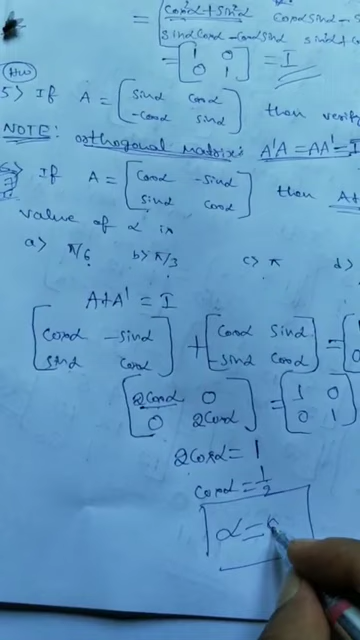 = [cos²α + sin²α cosα sinα -
sinα cosα - cosα sinα sin²α +
= [1 0
0 1] = I
HW
5> If A = [sinα cosα
-cosα sinα] then verify
NOTE: orthogonal matrix: A'A = AA' = I
If A = [cosα -sinα
sinα cosα] then A+
value of α is
a> π/6 b> π/3 c> π d>
A+A' = I
[cosα -sinα
sinα cosα] + [cosα sinα
-sinα cosα] = [1
0
[2cosα 0
0 2cosα] = [1 0
0 1]
2cosα = 1
cosα = 1/2
α =